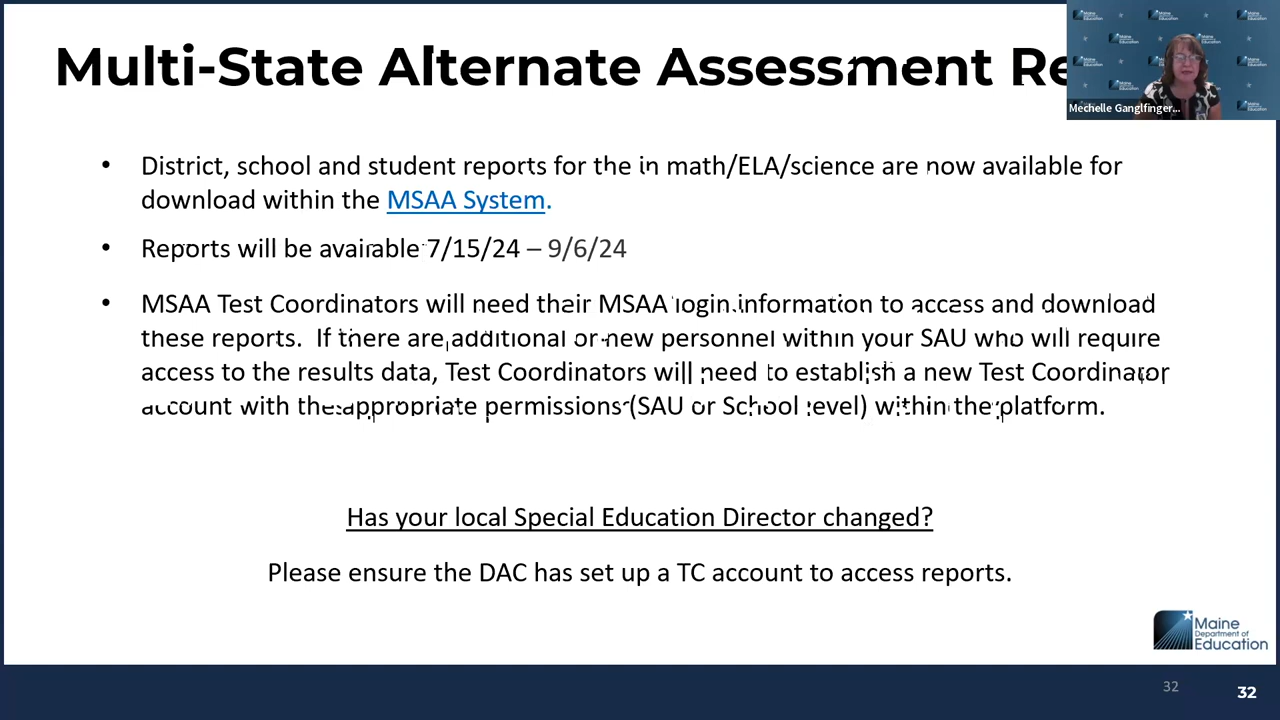 Multi-State Alternate Assessment Re
Mechelle Ganglfinger...
• District, school and student reports for the in math/ELA/science are now available for
download within the MSAA System.
• Reports will be available 7/15/24 – 9/6/24
• MSAA Test Coordinators will need their MSAA login information to access and download
these reports. If there are additional or new personnel within your SAU who will require
access to the results data, Test Coordinators will need to establish a new Test Coordinator
account with the appropriate permissions (SAU or School level) within the platform.
Has your local Special Education Director changed?
Please ensure the DAC has set up a TC account to access reports.
Maine
Department of
Education
32
32